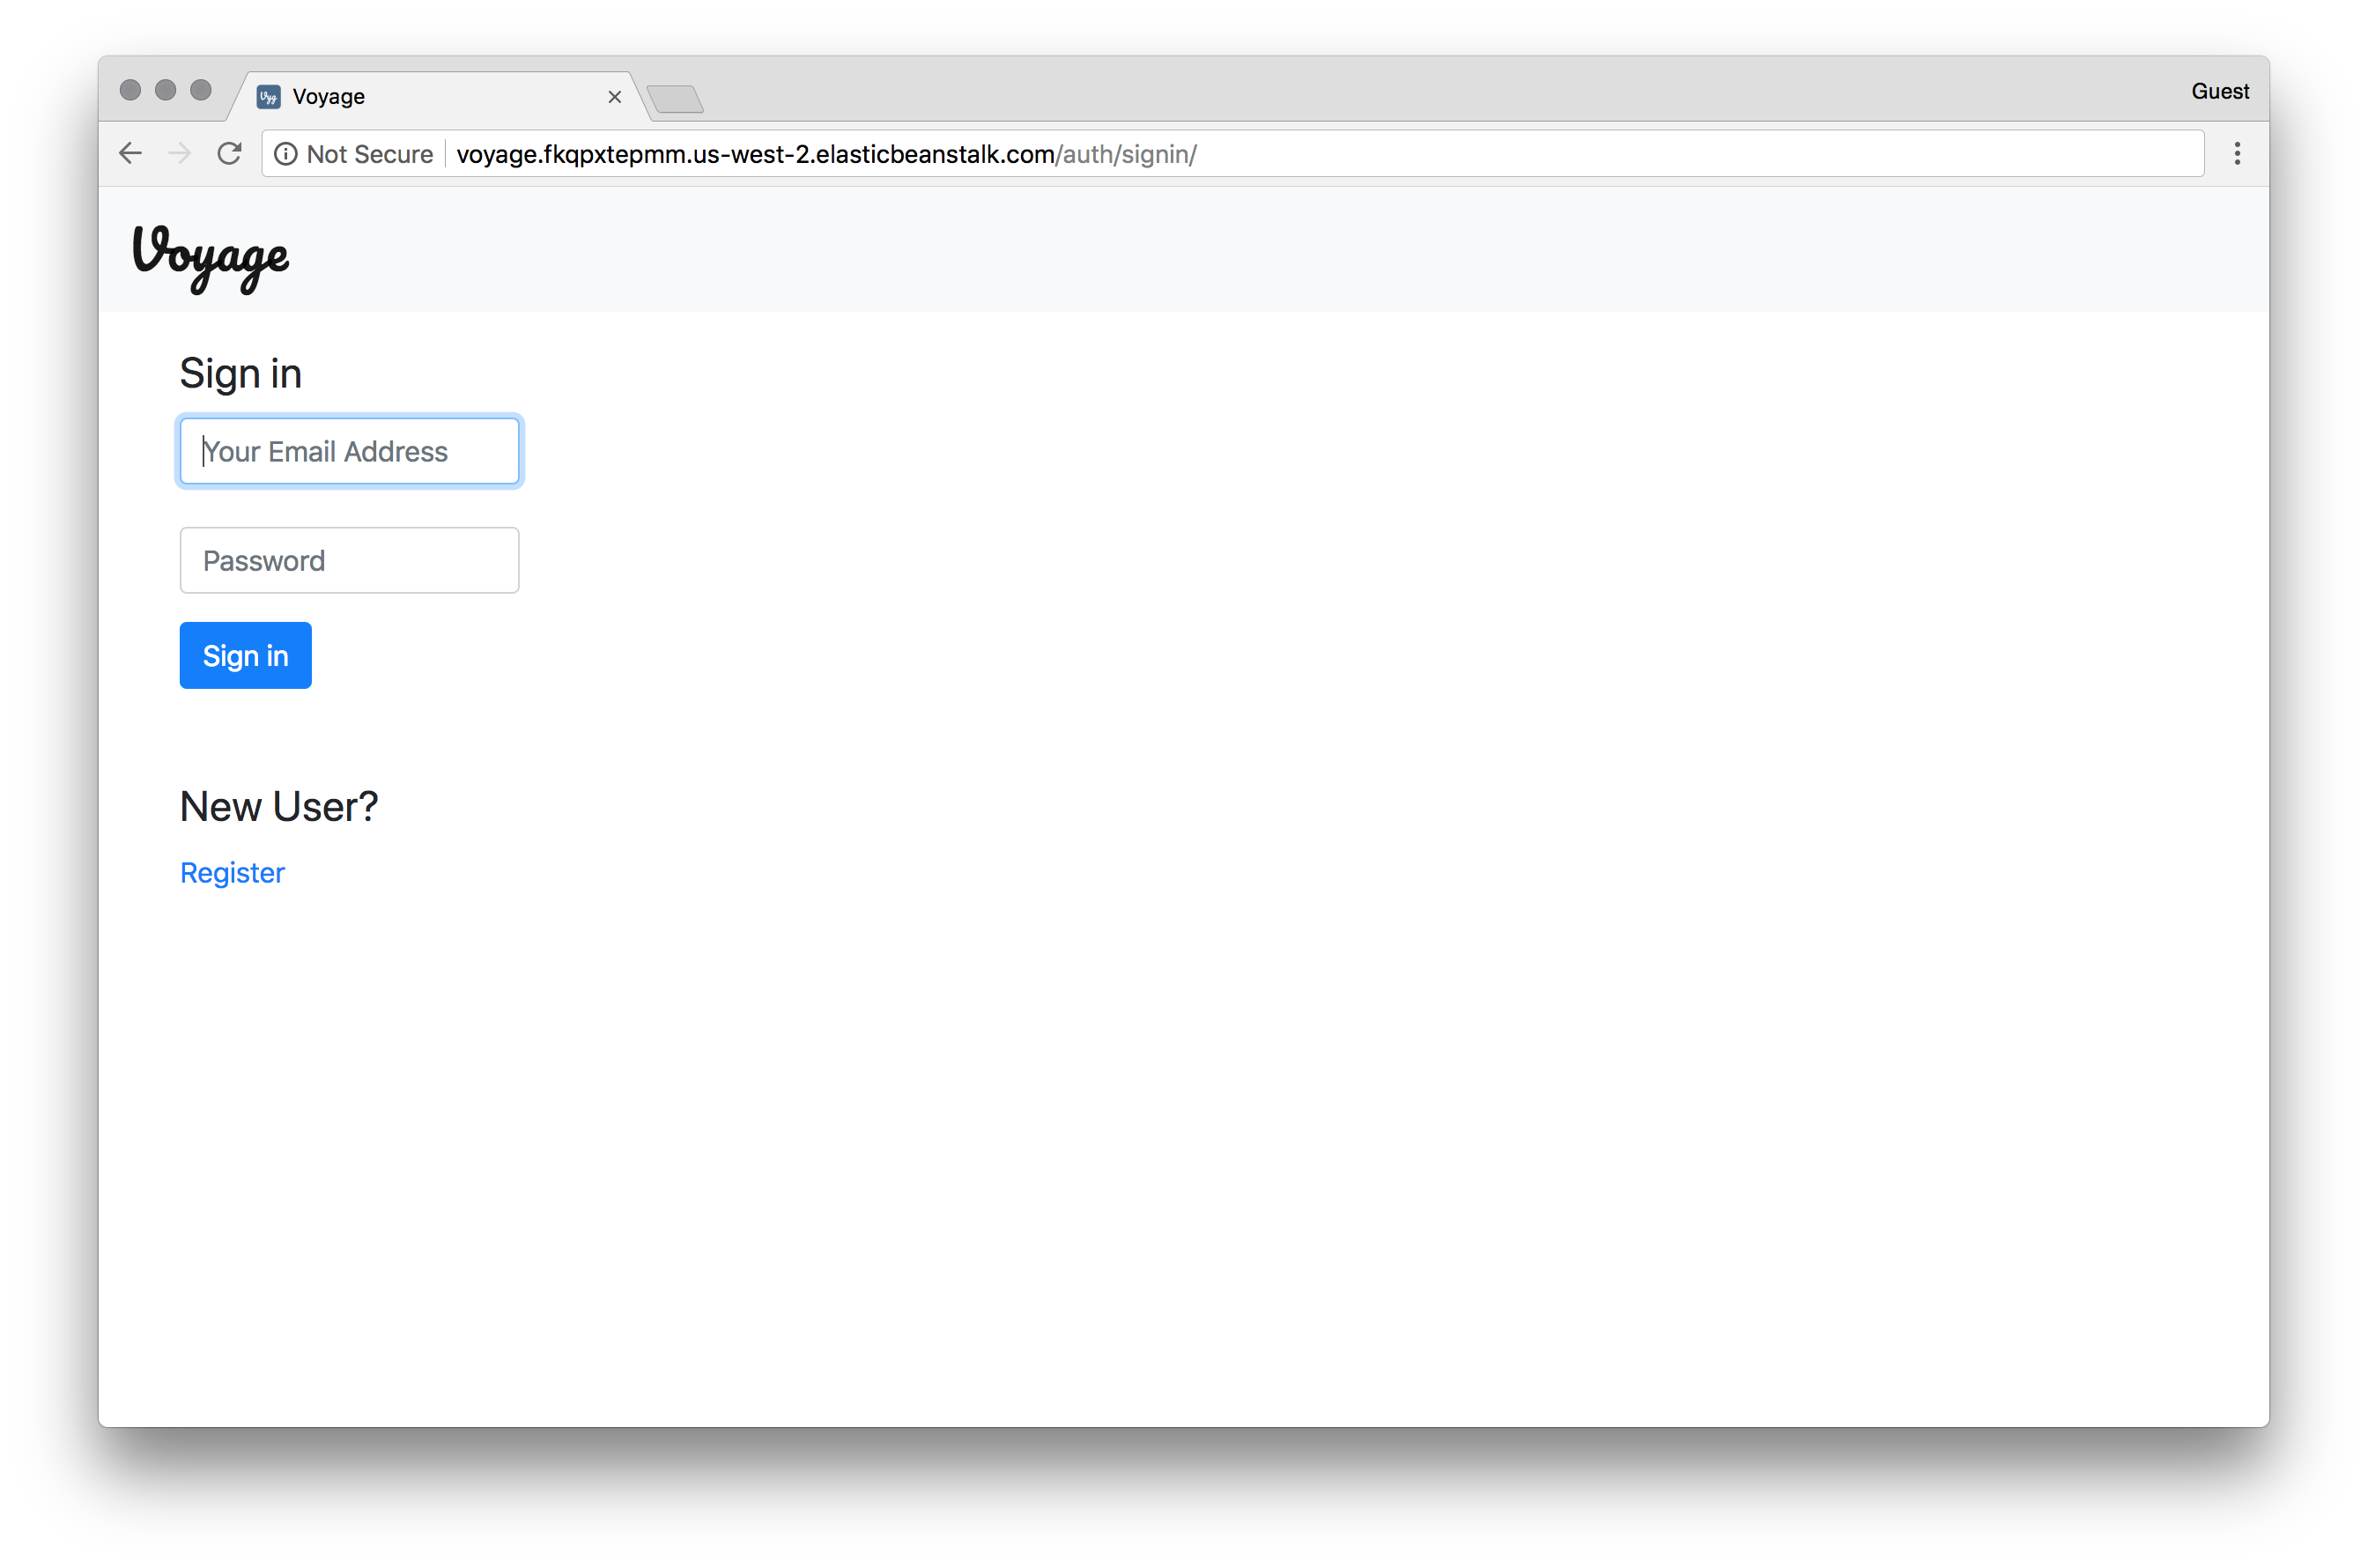 Vyg Voyage
Guest
Not Secure voyage.fkqpxtepmm.us-west-2.elasticbeanstalk.com/auth/signin/
Voyage
Sign in
Your Email Address
Password
Sign in
New User?
Register